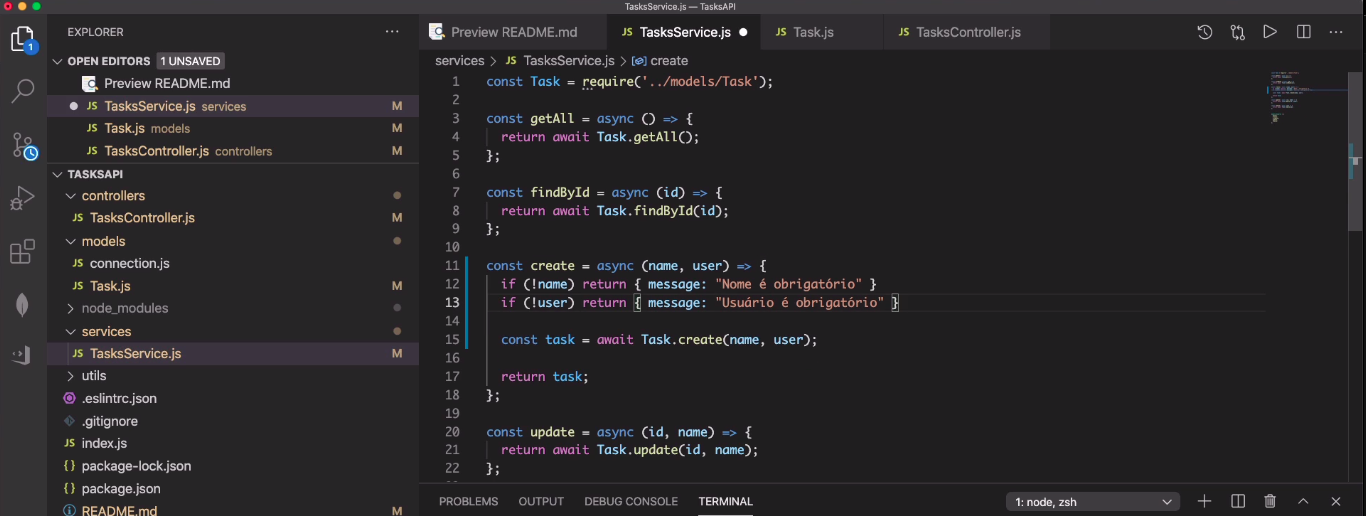 TasksService.js — TasksAPI
EXPLORER
OPEN EDITORS 1 UNSAVED
Preview README.md
JS TasksService.js services M
JS Task.js models M
JS TasksController.js controllers M
TASKSAPI
controllers
JS TasksController.js M
models
JS connection.js
JS Task.js M
node_modules
services
JS TasksService.js M
utils
.eslintrc.json
.gitignore
JS index.js
{} package-lock.json
{} package.json
README.md M
1
Preview README.md
JS TasksService.js
JS Task.js
JS TasksController.js
services > JS TasksService.js > create
1 const Task = require('../models/Task');
2
3 const getAll = async () => {
4 return await Task.getAll();
5 };
6
7 const findById = async (id) => {
8 return await Task.findById(id);
9 };
10
11 const create = async (name, user) => {
12 if (!name) return { message: "Nome é obrigatório" }
13 if (!user) return { message: "Usuário é obrigatório" }
14
15 const task = await Task.create(name, user);
16
17 return task;
18 };
19
20 const update = async (id, name) => {
21 return await Task.update(id, name);
22 };
PROBLEMS OUTPUT DEBUG CONSOLE TERMINAL 1: node, zsh